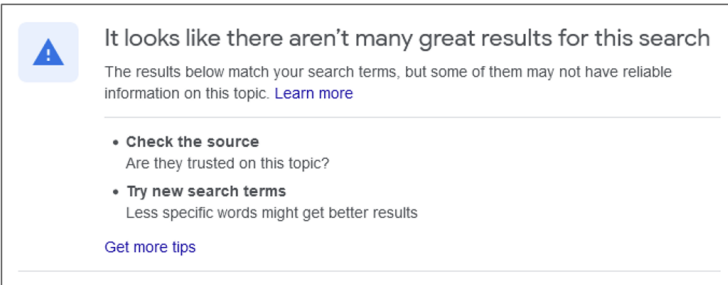 It looks like there aren’t many great results for this search
The results below match your search terms, but some of them may not have reliable
information on this topic. Learn more
• Check the source
Are they trusted on this topic?
• Try new search terms
Less specific words might get better results
Get more tips